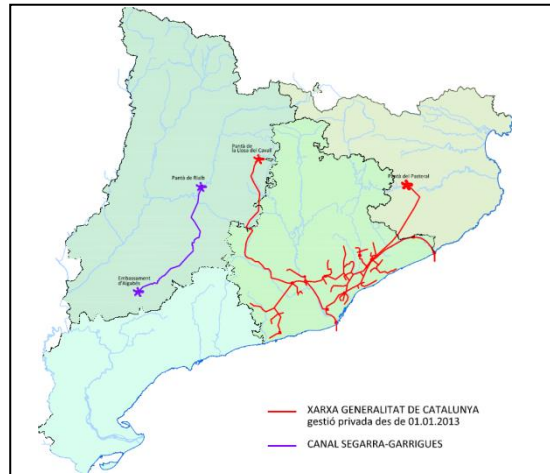 Pantà de
la Llosa del Cavall
Pantà de Rialb
Pantà del Pasteral
Embassament
d'Algebès
XARXA GENERALITAT DE CATALUNYA
gestió privada des de 01.01.2013
CANAL SEGARRA-GARRIGUES